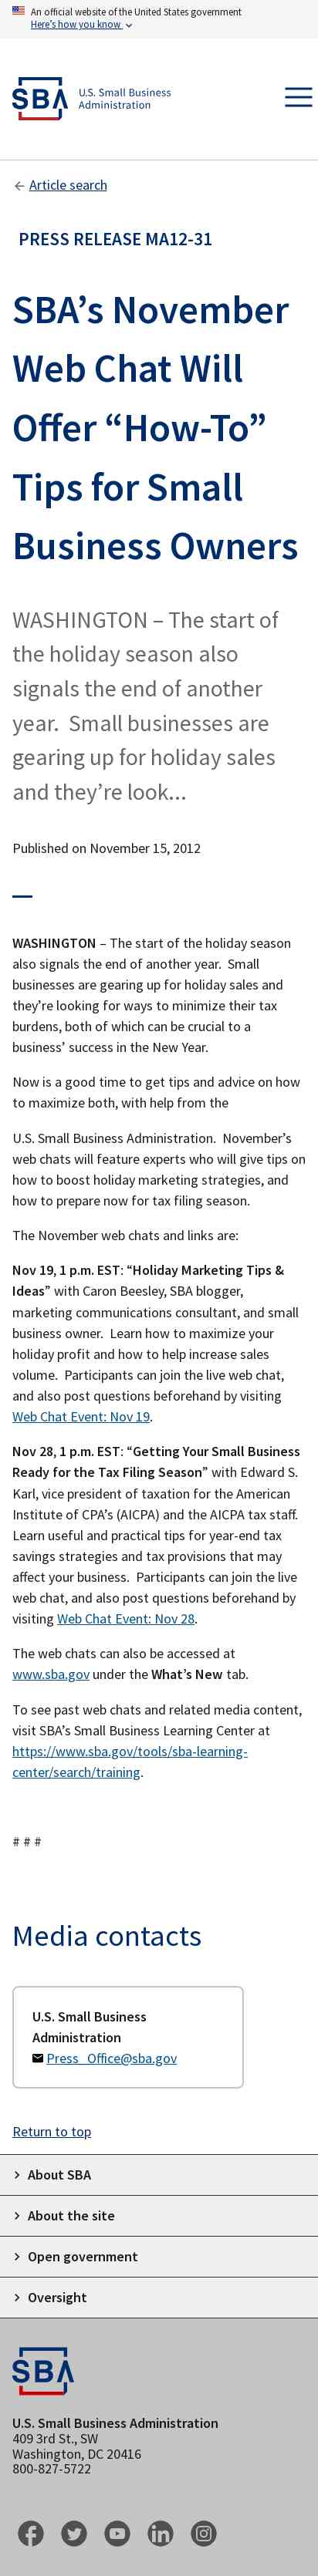 An official website of the United States government
Here's how you know
SBA U.S. Small Business
Administration
Article search
PRESS RELEASE MA12-31
SBA’s November
Web Chat Will
Offer “How-To”
Tips for Small
Business Owners
WASHINGTON – The start of
the holiday season also
signals the end of another
year.  Small businesses are
gearing up for holiday sales
and they’re look...
Published on November 15, 2012
WASHINGTON – The start of the holiday season
also signals the end of another year.  Small
businesses are gearing up for holiday sales and
they’re looking for ways to minimize their tax
burdens, both of which can be crucial to a
business’ success in the New Year.
Now is a good time to get tips and advice on how
to maximize both, with help from the
U.S. Small Business Administration.  November’s
web chats will feature experts who will give tips on
how to boost holiday marketing strategies, and
how to prepare now for tax filing season.
The November web chats and links are:
Nov 19, 1 p.m. EST: “Holiday Marketing Tips &
Ideas” with Caron Beesley, SBA blogger,
marketing communications consultant, and small
business owner.  Learn how to maximize your
holiday profit and how to help increase sales
volume.  Participants can join the live web chat,
and also post questions beforehand by visiting
Web Chat Event: Nov 19.
Nov 28, 1 p.m. EST: “Getting Your Small Business
Ready for the Tax Filing Season” with Edward S.
Karl, vice president of taxation for the American
Institute of CPA’s (AICPA) and the AICPA tax staff.
Learn useful and practical tips for year-end tax
savings strategies and tax provisions that may
affect your business.  Participants can join the live
web chat, and also post questions beforehand by
visiting Web Chat Event: Nov 28.
The web chats can also be accessed at
www.sba.gov under the What’s New tab.
To see past web chats and related media content,
visit SBA’s Small Business Learning Center at
https://www.sba.gov/tools/sba-learning-
center/search/training.
# # #
Media contacts
U.S. Small Business
Administration
Press_Office@sba.gov
Return to top
About SBA
About the site
Open government
Oversight
SBA
U.S. Small Business Administration
409 3rd St., SW
Washington, DC 20416
800-827-5722